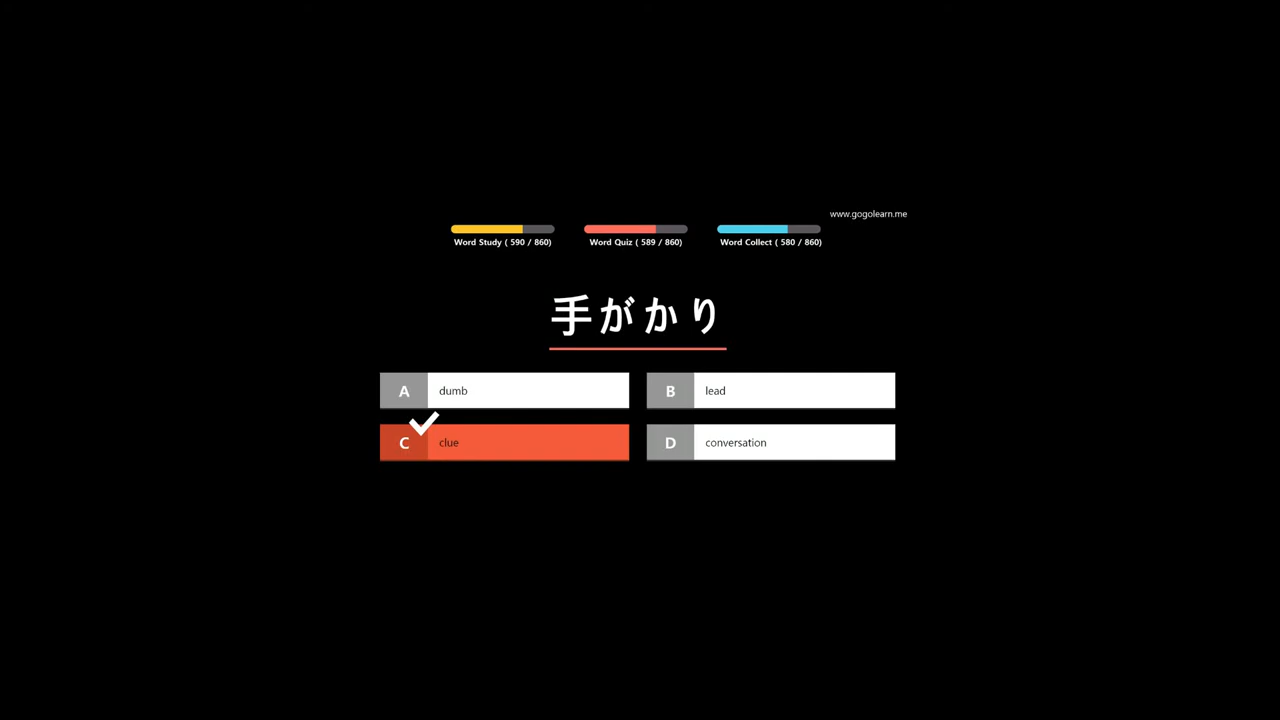 www.gogolearn.me
Word Study ( 590 / 860)
Word Quiz ( 589 / 860)
Word Collect ( 580 / 860)
手がかり
A dumb
B lead
C clue
D conversation